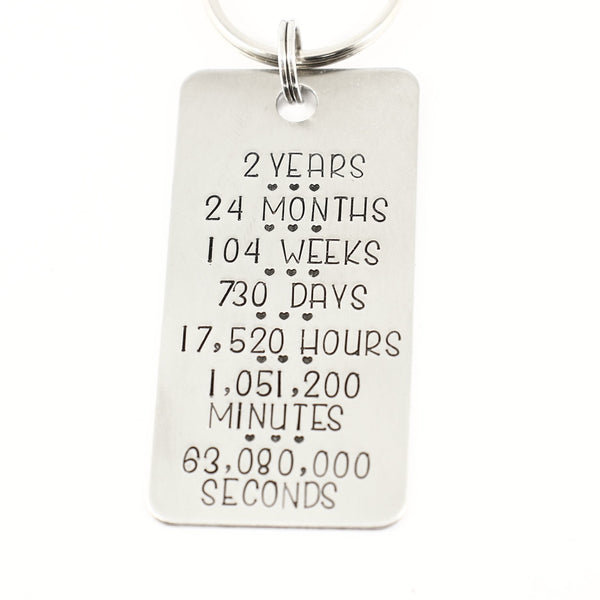 2 YEARS
24 MONTHS
104 WEEKS
730 DAYS
17,520 HOURS
1,051,200
MINUTES
63,080,000
SECONDS